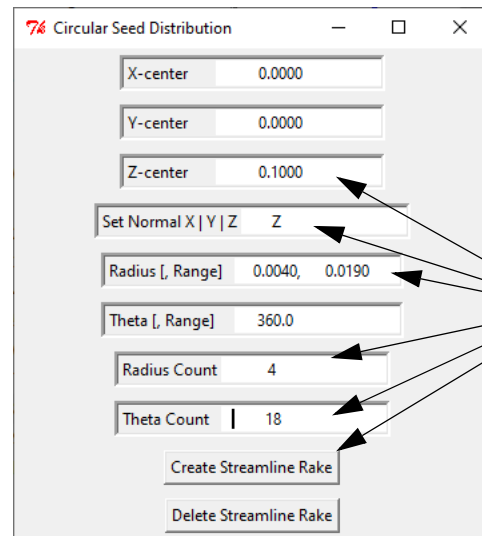 Circular Seed Distribution
X-center 0.0000
Y-center 0.0000
Z-center 0.1000
Set Normal X | Y | Z Z
Radius [, Range] 0.0040, 0.0190
Theta [, Range] 360.0
Radius Count 4
Theta Count 18
Create Streamline Rake
Delete Streamline Rake